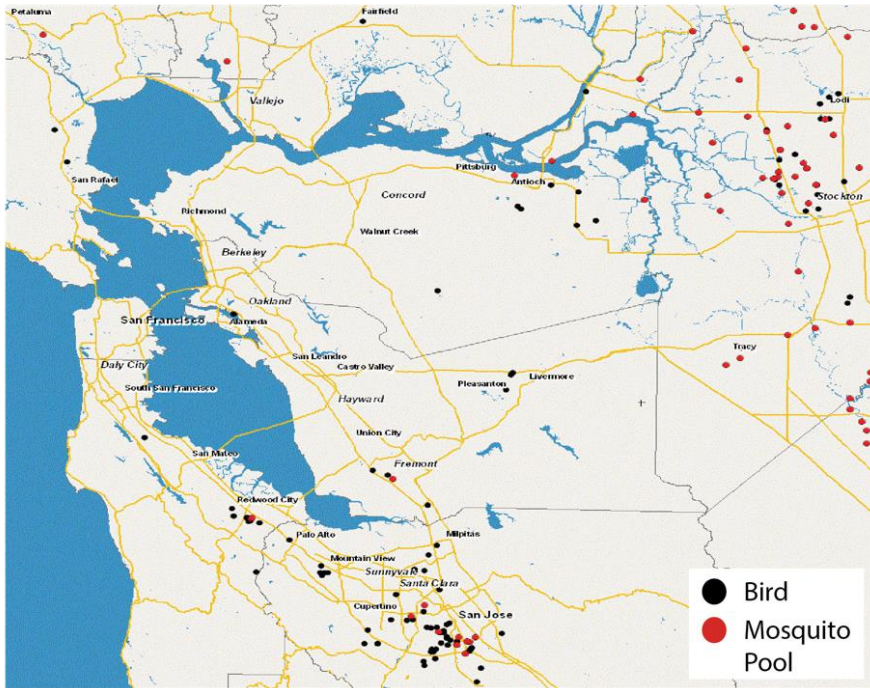 Petaluma
Fairfield
Vallejo
Lodi
San Rafael
Pittsburg
Antioch
Concord
Stockton
Richmond
Walnut Creek
Berkeley
Oakland
San Francisco
Alameda
Tracy
San Leandro
Daly City
Castro Valley
Livermore
South San Francisco
Pleasanton
Hayward
Union City
San Mateo
Fremont
Redwood City
Palo Alto
Milpitas
Mountain View
Sunnyvale
Santa Clara
Cupertino
San Jose
Bird
Mosquito
Pool